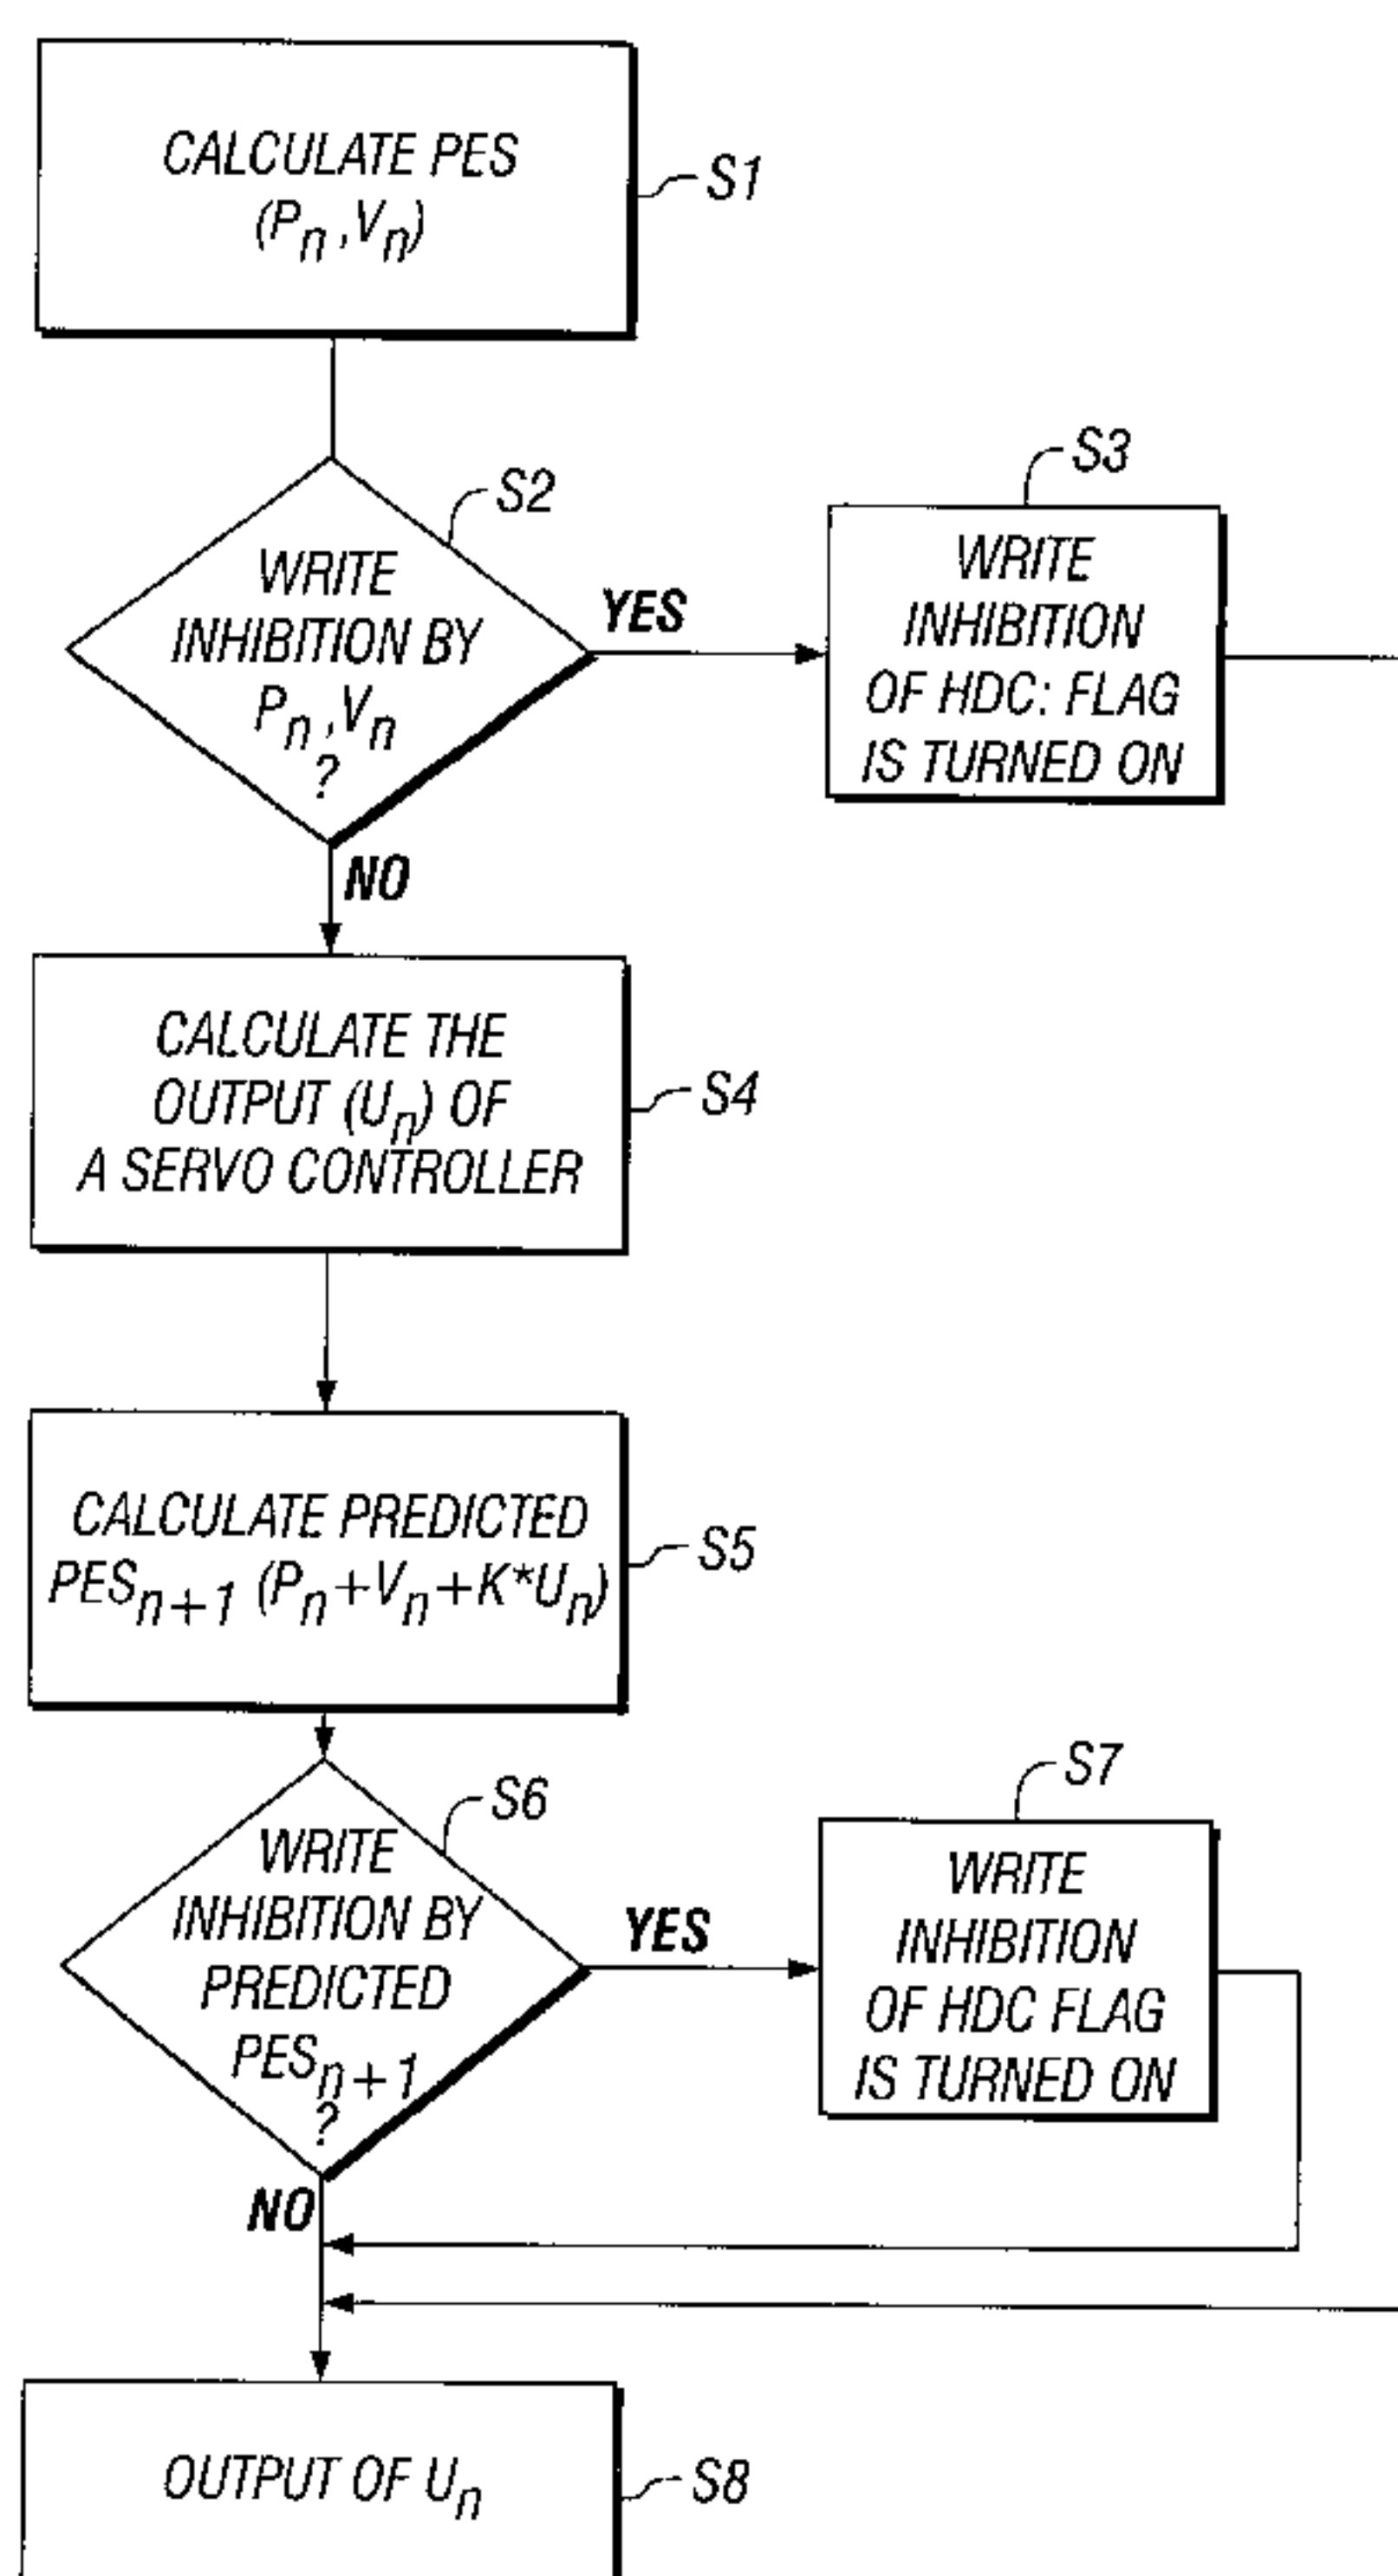 CALCULATE PES
(Pn ,Vn)
S1
S2
WRITE
INHIBITION BY
Pn ,Vn
?
YES
NO
S3
WRITE
INHIBITION
OF HDC: FLAG
IS TURNED ON
CALCULATE THE
OUTPUT (Un) OF
A SERVO CONTROLLER
S4
CALCULATE PREDICTED
PESn+1 (Pn+Vn+K*Un)
S5
S6
WRITE
INHIBITION BY
PREDICTED
PESn+1
?
YES
NO
S7
WRITE
INHIBITION
OF HDC FLAG
IS TURNED ON
OUTPUT OF Un
S8